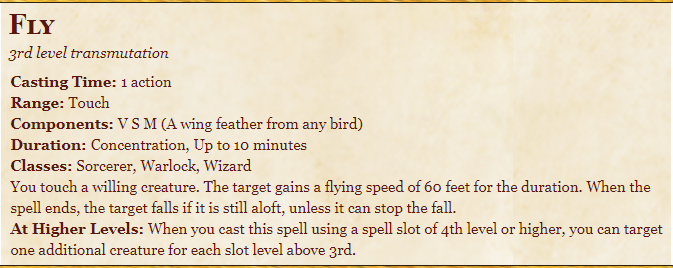 Fly
3rd level transmutation
Casting Time: 1 action
Range: Touch
Components: V S M (A wing feather from any bird)
Duration: Concentration, Up to 10 minutes
Classes: Sorcerer, Warlock, Wizard
You touch a willing creature. The target gains a flying speed of 60 feet for the duration. When the
spell ends, the target falls if it is still aloft, unless it can stop the fall.
At Higher Levels: When you cast this spell using a spell slot of 4th level or higher, you can target
one additional creature for each slot level above 3rd.